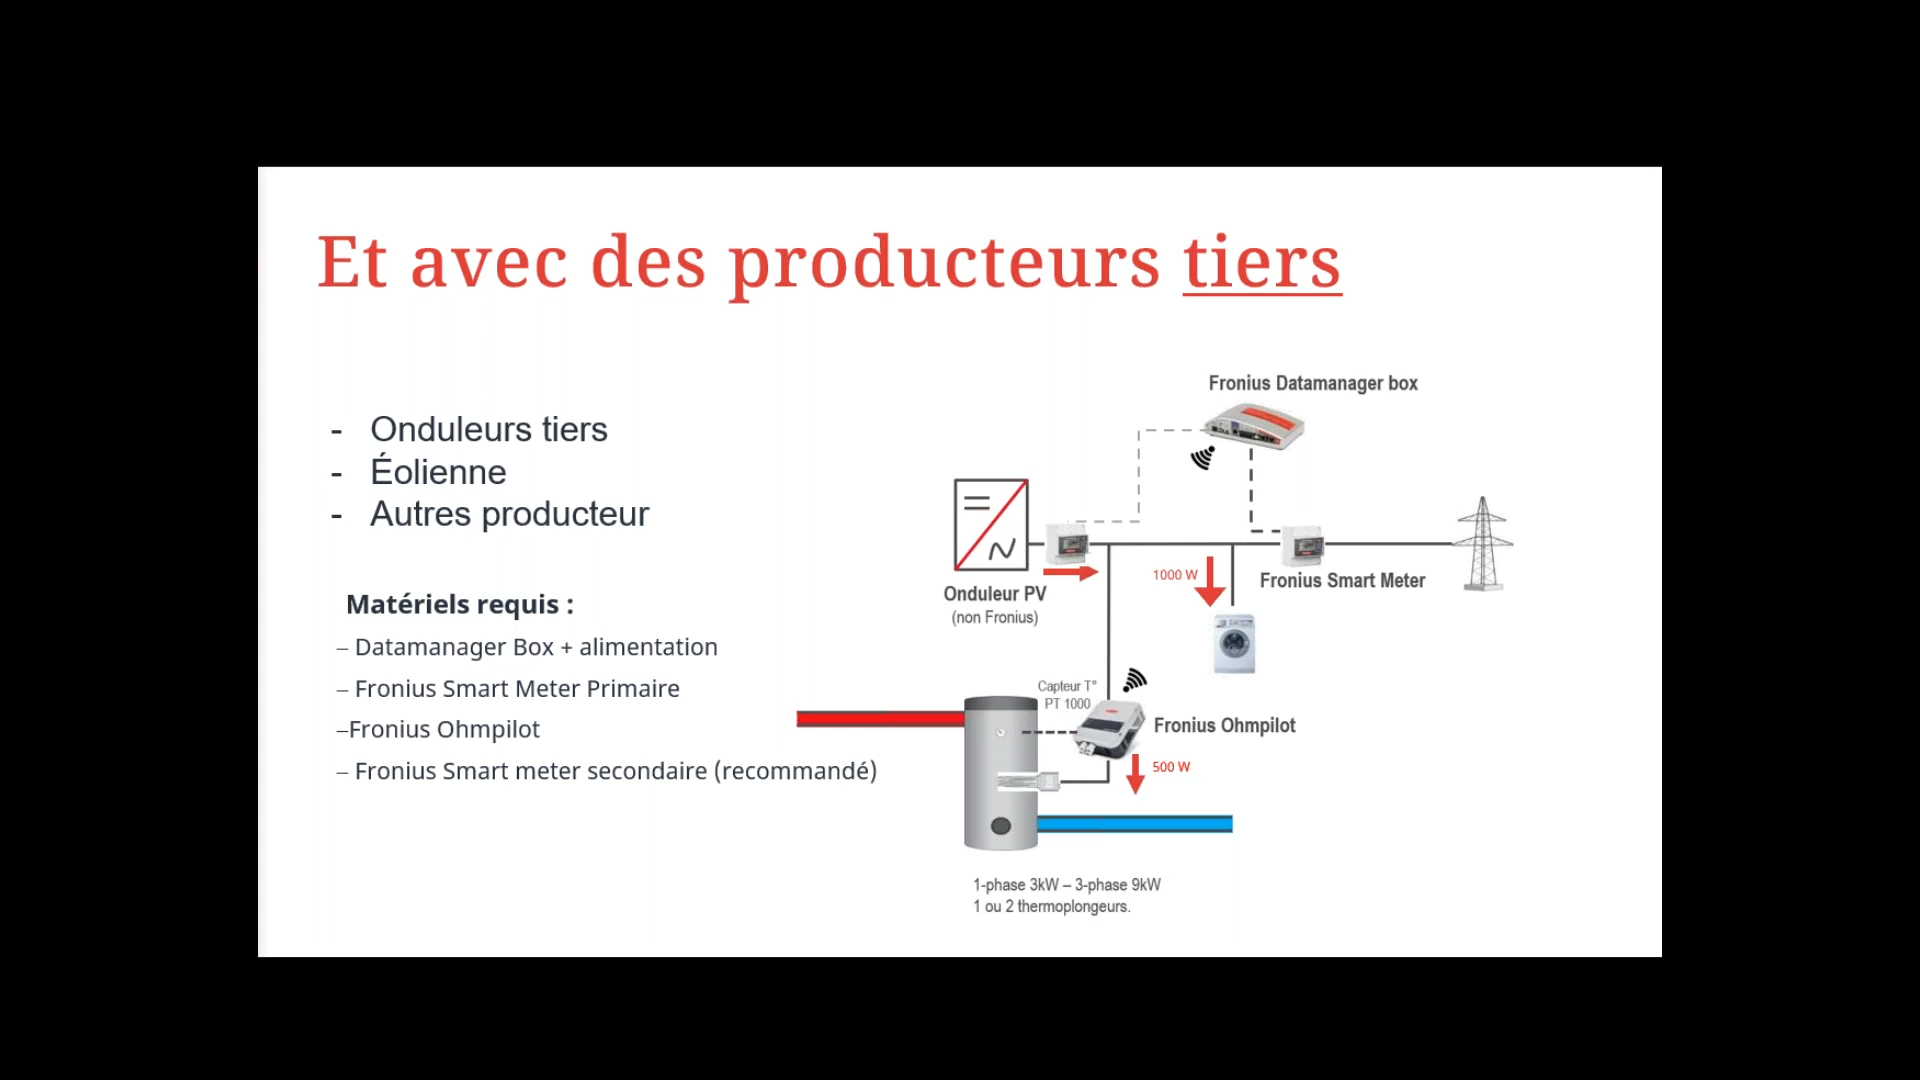 Et avec des producteurs tiers
- Onduleurs tiers
- Éolienne
- Autres producteur
Matériels requis :
– Datamanager Box + alimentation
– Fronius Smart Meter Primaire
–Fronius Ohmpilot
– Fronius Smart meter secondaire (recommandé)
Fronius Datamanager box
Onduleur PV
(non Fronius)
1000 W
Fronius Smart Meter
Capteur T°
PT 1000
Fronius Ohmpilot
500 W
1-phase 3kW – 3-phase 9kW
1 ou 2 thermoplongeurs.